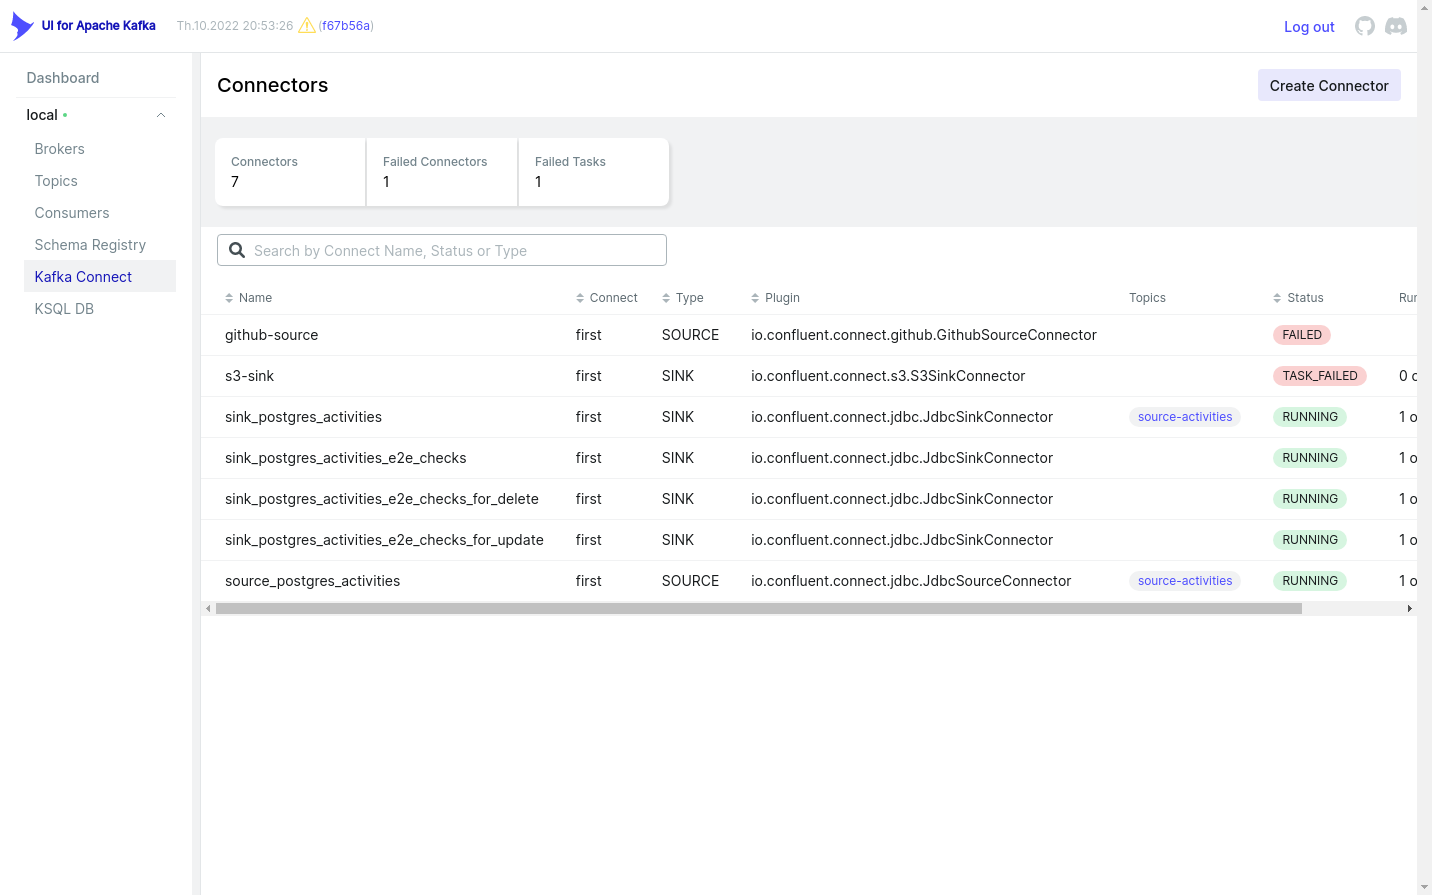 UI for Apache Kafka Th.10.2022 20:53:26 (f67b56a) Log out
Dashboard
local
Brokers
Topics
Consumers
Schema Registry
Kafka Connect
KSQL DB
Connectors Create Connector
Connectors Failed Connectors Failed Tasks
7 1 1
Search by Connect Name, Status or Type
Name Connect Type Plugin Topics Status
github-source first SOURCE io.confluent.connect.github.GithubSourceConnector FAILED
s3-sink first SINK io.confluent.connect.s3.S3SinkConnector TASK_FAILED 0
sink_postgres_activities first SINK io.confluent.connect.jdbc.JdbcSinkConnector source-activities RUNNING 1
sink_postgres_activities_e2e_checks first SINK io.confluent.connect.jdbc.JdbcSinkConnector RUNNING 1
sink_postgres_activities_e2e_checks_for_delete first SINK io.confluent.connect.jdbc.JdbcSinkConnector RUNNING 1
sink_postgres_activities_e2e_checks_for_update first SINK io.confluent.connect.jdbc.JdbcSinkConnector RUNNING 1
source_postgres_activities first SOURCE io.confluent.connect.jdbc.JdbcSourceConnector source-activities RUNNING 1